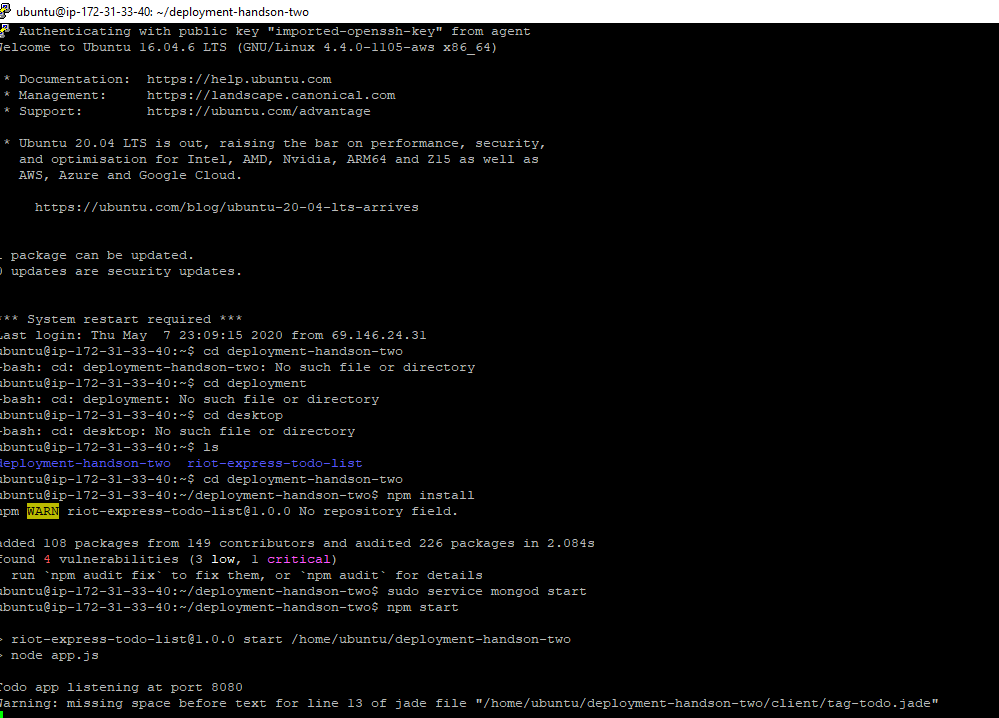 ubuntu@ip-172-31-33-40: ~/deployment-handson-two
Authenticating with public key "imported-openssh-key" from agent
Welcome to Ubuntu 16.04.6 LTS (GNU/Linux 4.4.0-1105-aws x86_64)
* Documentation:  https://help.ubuntu.com
* Management:     https://landscape.canonical.com
* Support:        https://ubuntu.com/advantage
* Ubuntu 20.04 LTS is out, raising the bar on performance, security,
and optimisation for Intel, AMD, Nvidia, ARM64 and Z15 as well as
AWS, Azure and Google Cloud.
https://ubuntu.com/blog/ubuntu-20-04-lts-arrives
1 package can be updated.
0 updates are security updates.
*** System restart required ***
Last login: Thu May  7 23:09:15 2020 from 69.146.24.31
ubuntu@ip-172-31-33-40:~$ cd deployment-handson-two
-bash: cd: deployment-handson-two: No such file or directory
ubuntu@ip-172-31-33-40:~$ cd deployment
-bash: cd: deployment: No such file or directory
ubuntu@ip-172-31-33-40:~$ cd desktop
-bash: cd: desktop: No such file or directory
ubuntu@ip-172-31-33-40:~$ ls
deployment-handson-two  riot-express-todo-list
ubuntu@ip-172-31-33-40:~$ cd deployment-handson-two
ubuntu@ip-172-31-33-40:~/deployment-handson-two$ npm install
npm WARN riot-express-todo-list@1.0.0 No repository field.
added 108 packages from 149 contributors and audited 226 packages in 2.084s
found 4 vulnerabilities (3 low, 1 critical)
run `npm audit fix` to fix them, or `npm audit` for details
ubuntu@ip-172-31-33-40:~/deployment-handson-two$ sudo service mongod start
ubuntu@ip-172-31-33-40:~/deployment-handson-two$ npm start
> riot-express-todo-list@1.0.0 start /home/ubuntu/deployment-handson-two
> node app.js
Todo app listening at port 8080
Warning: missing space before text for line 13 of jade file "/home/ubuntu/deployment-handson-two/client/tag-todo.jade"